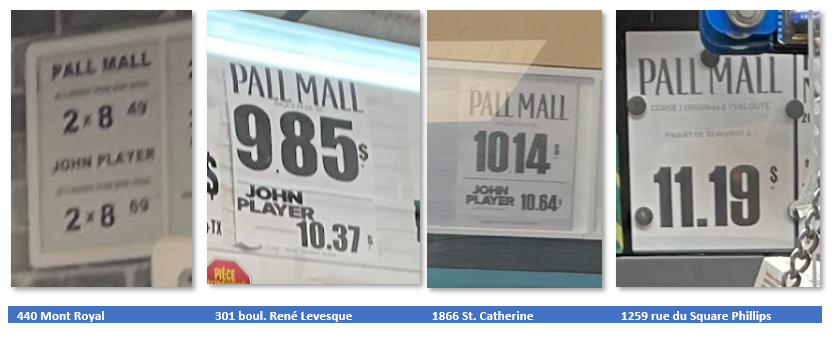 PALL MALL
2 x 8 49
JOHN PLAYER
2 x 8 69
PALL MALL
9.85$
JOHN
PLAYER
10.37 $
+TX
PIÈCE
PALL MALL
10.14 $
JOHN
PLAYER 10.64$
PALL MALL
CORSÉ | ORIGINALE | VELOUTÉ
11.19 $
440 Mont Royal
301 boul. René Levesque
1866 St. Catherine
1259 rue du Square Phillips